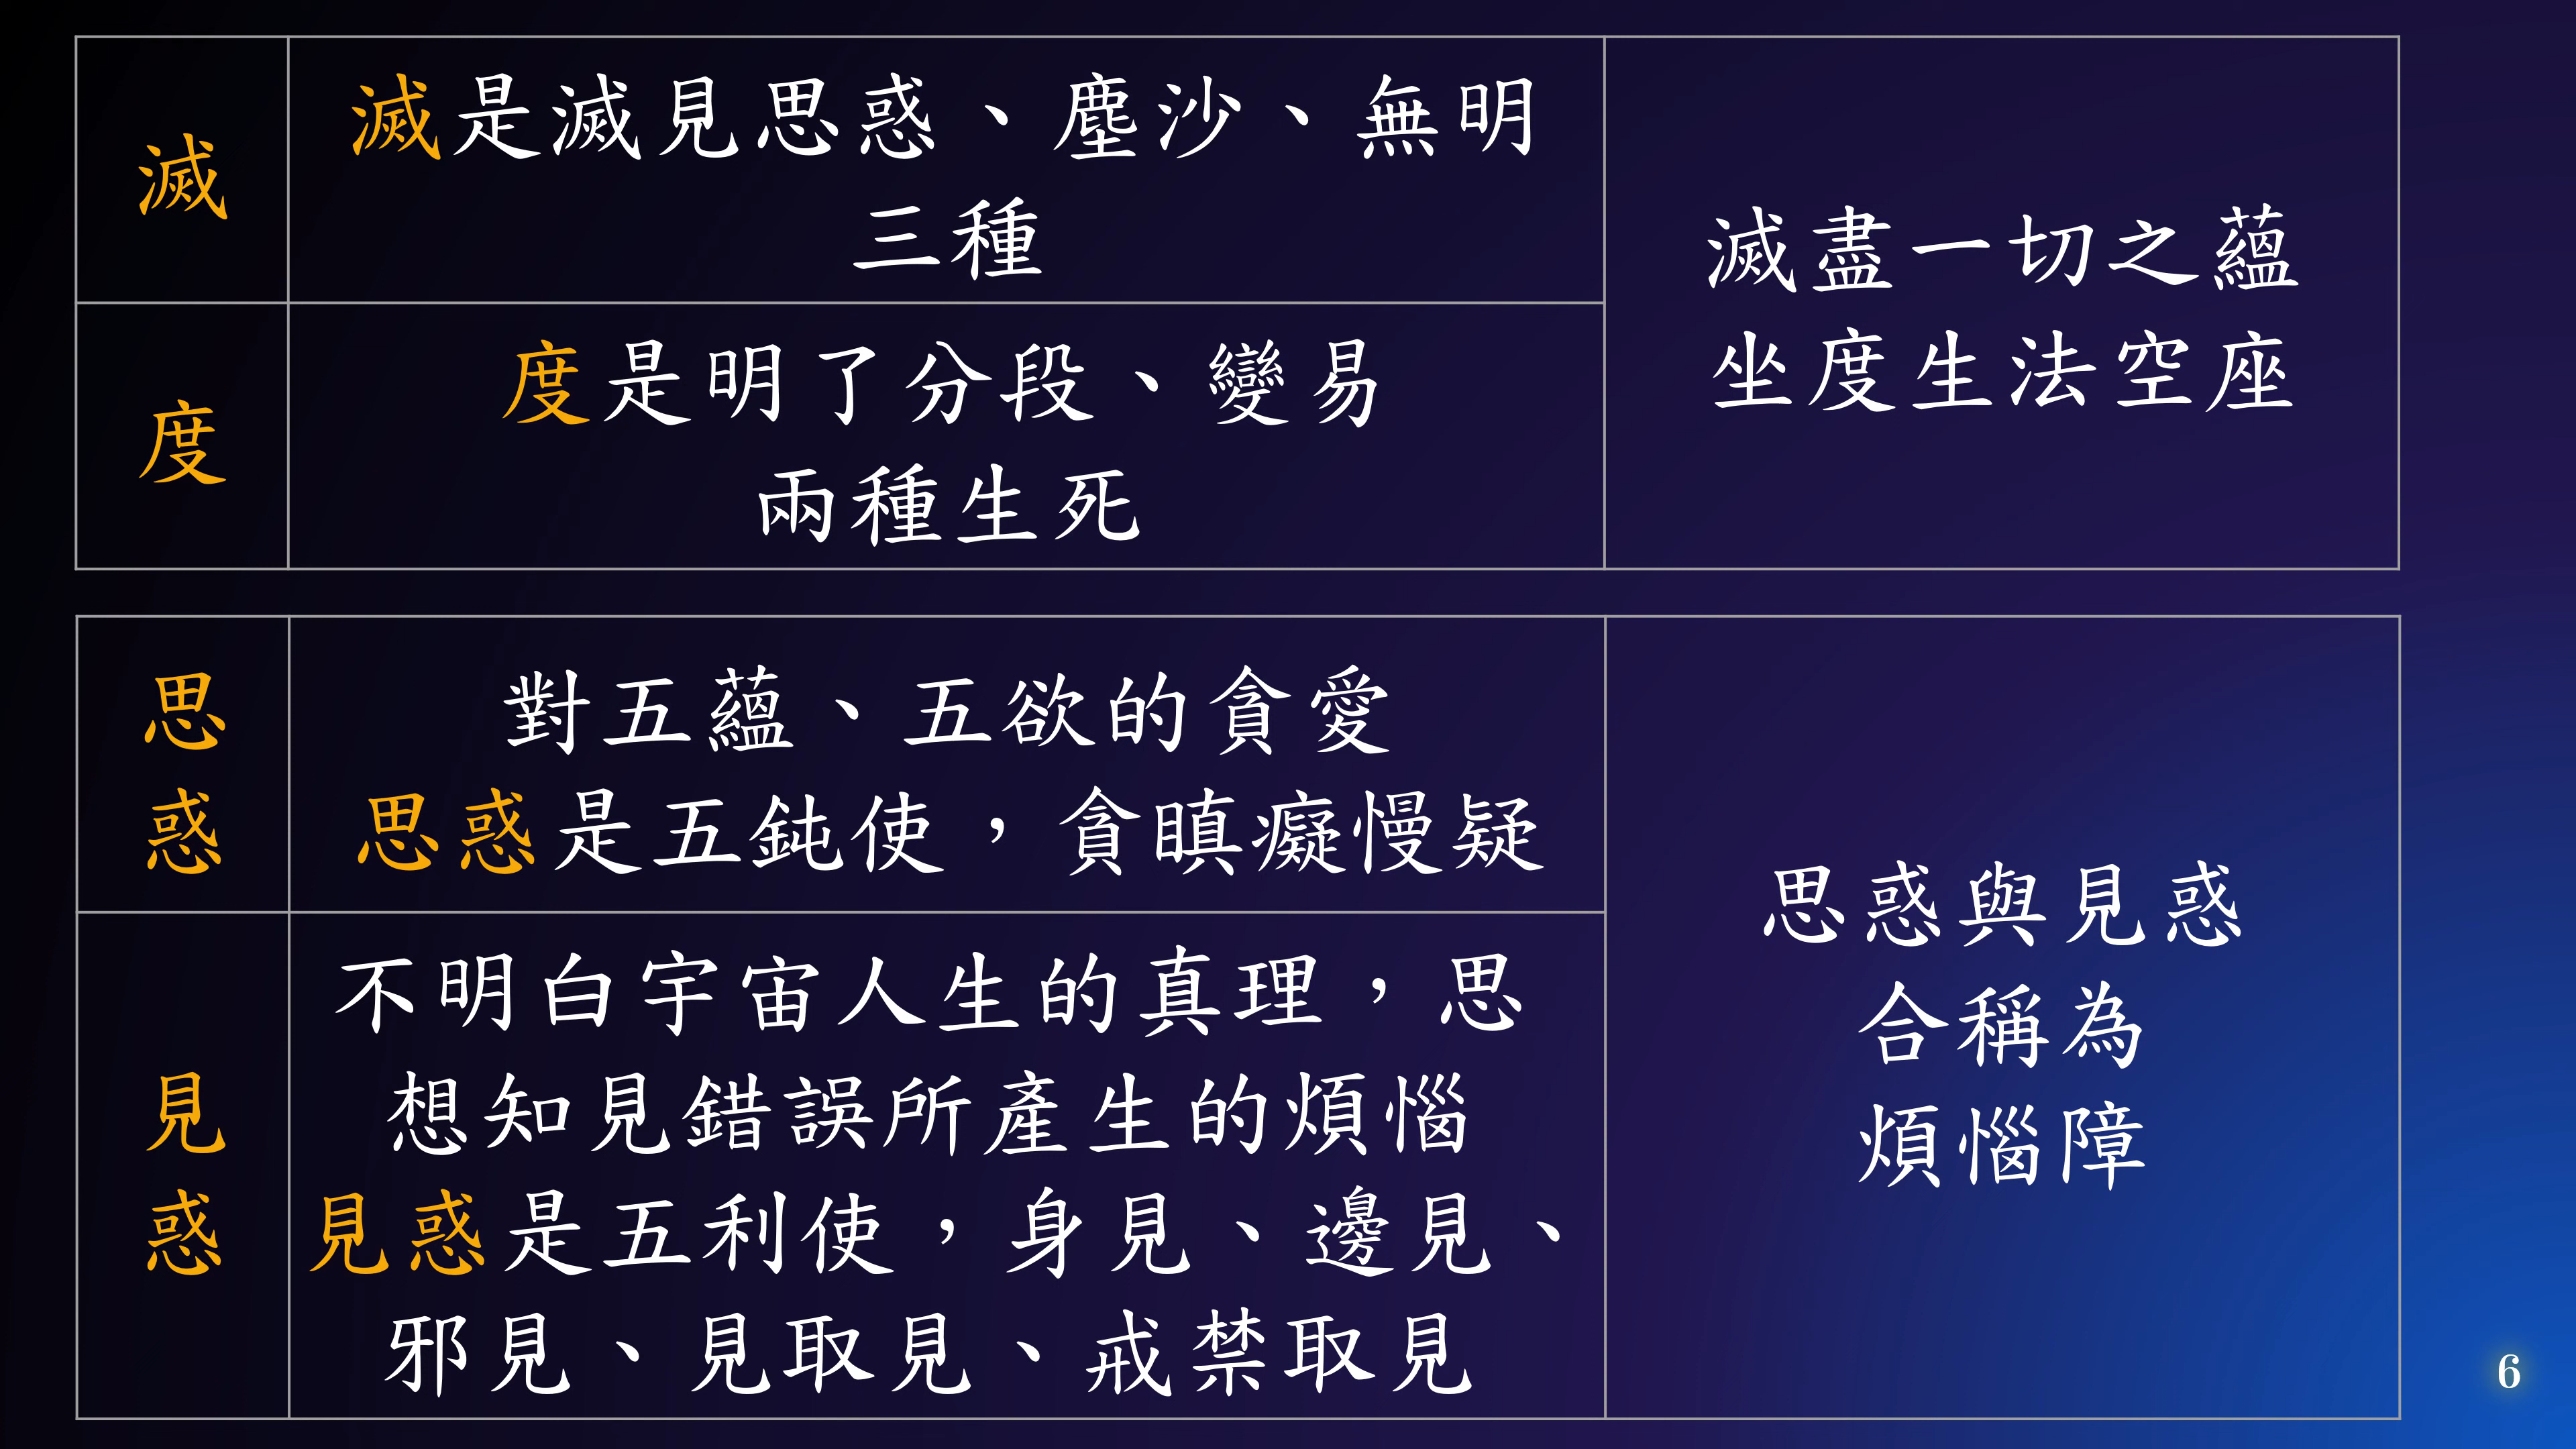 滅
滅是滅見思惑、塵沙、無明
三種
度
度是明了分段、變易
兩種生死
滅盡一切之蘊
坐度生法空座
思
惑
對五蘊、五欲的貪愛
思惑是五鈍使，貪瞋癡慢疑
見
惑
不明白宇宙人生的真理，思
想知見錯誤所產生的煩惱
見惑是五利使，身見、邊見、
邪見、見取見、戒禁取見
思惑與見惑
合稱為
煩惱障
6